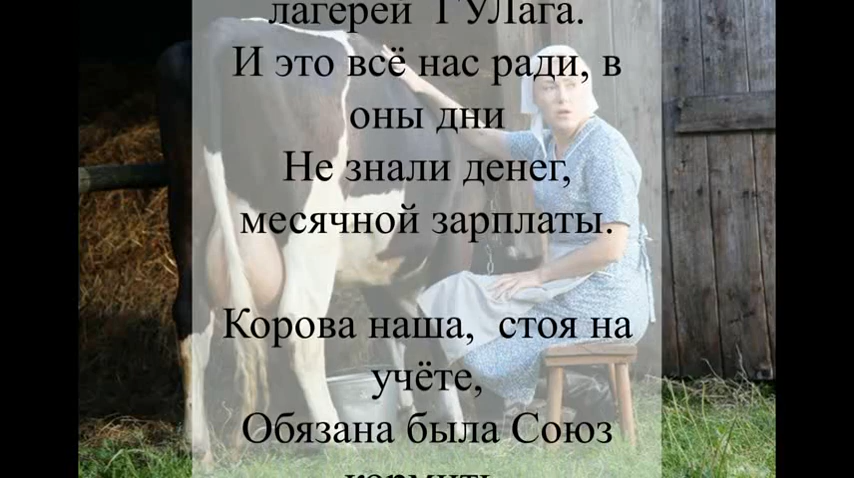 лагерей ГУЛага.
И это всё нас ради, в
оны дни
Не знали денег,
месячной зарплаты.
Корова наша, стоя на
учёте,
Обязана была Союз
кормить